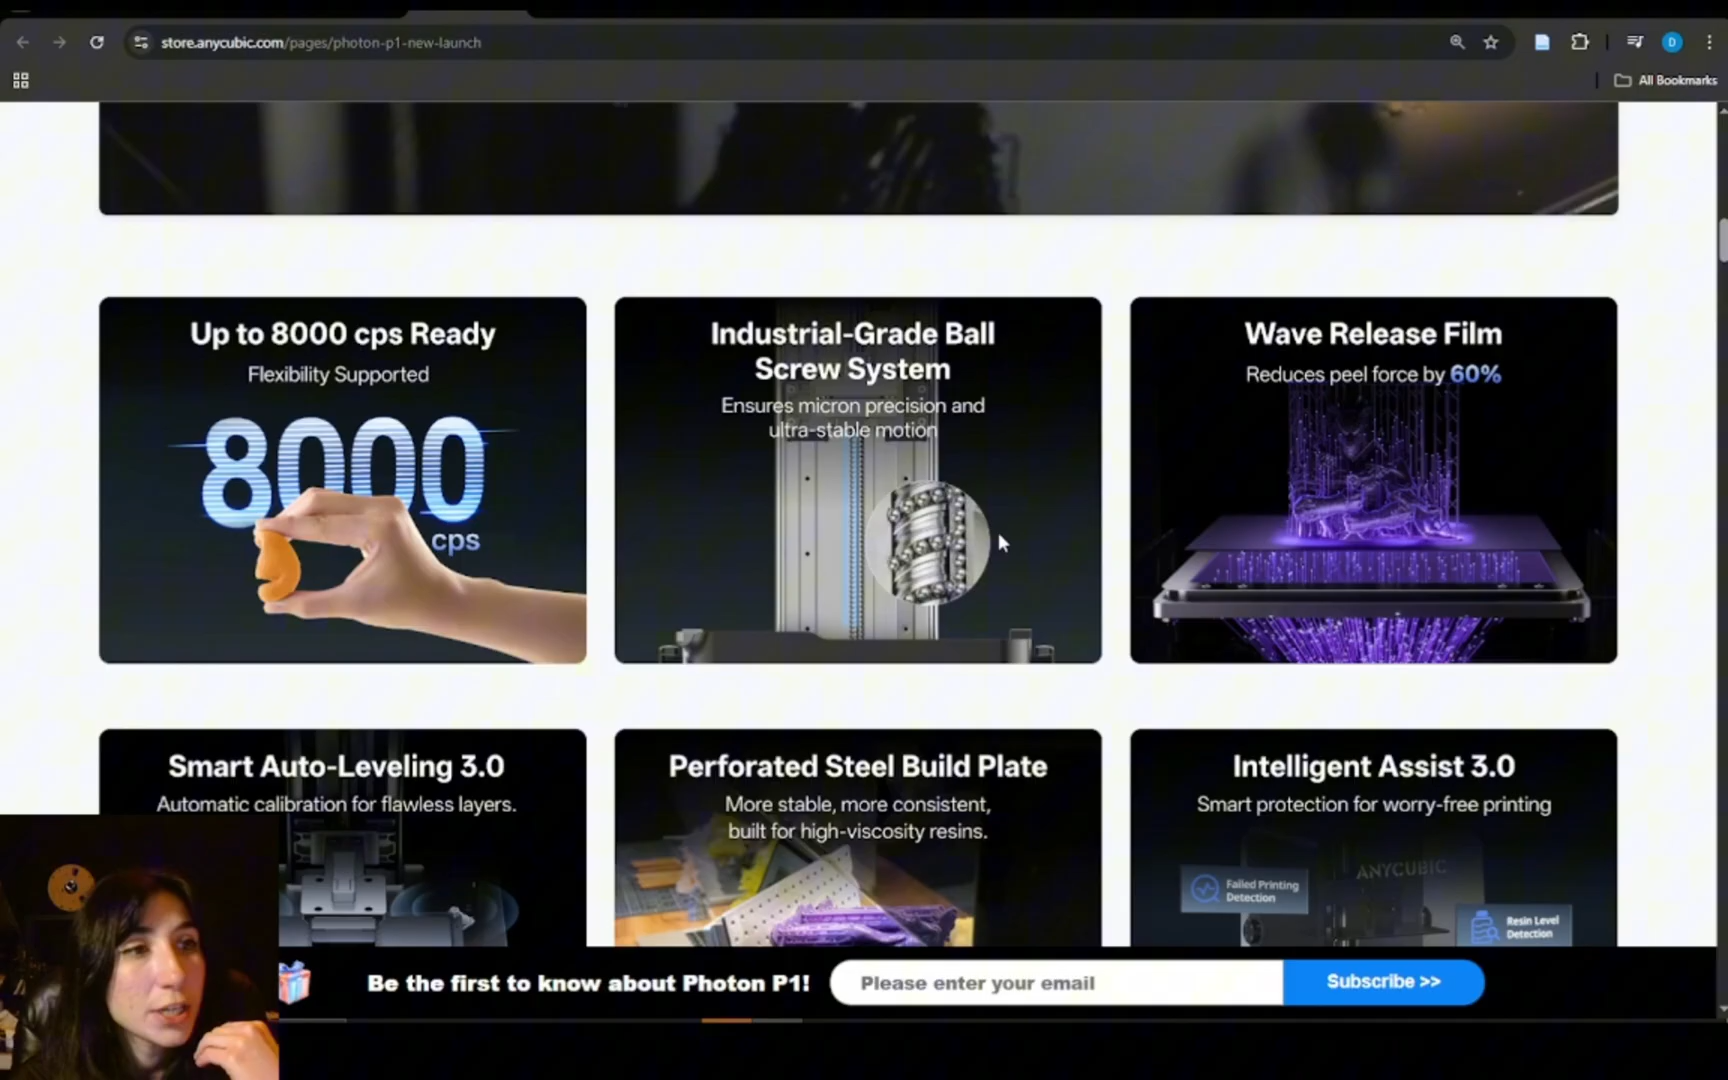 store.anycubic.com/pages/photon-p1-new-launch
D
All Bookmarks
Up to 8000 cps Ready
Flexibility Supported
8000
cps
Industrial-Grade Ball
Screw System
Ensures micron precision and
ultra-stable motion
Wave Release Film
Reduces peel force by 60%
Smart Auto-Leveling 3.0
Automatic calibration for flawless layers.
Perforated Steel Build Plate
More stable, more consistent,
built for high-viscosity resins.
Intelligent Assist 3.0
Smart protection for worry-free printing
ANYCUBIC
Failed Printing
Detection
Resin Level
Detection
Be the first to know about Photon P1!
Please enter your email
Subscribe >>